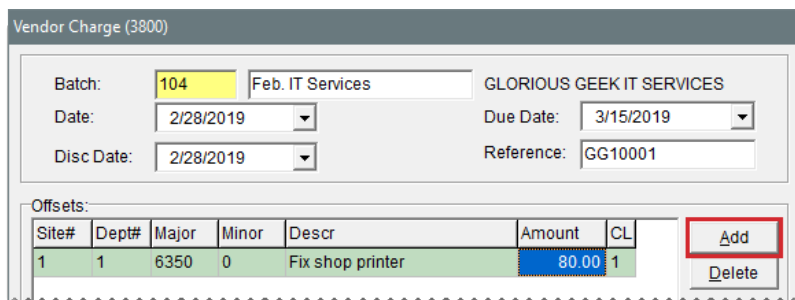 Vendor Charge (3800)
Batch: 104 Feb. IT Services GLORIOUS GEEK IT SERVICES
Date: 2/28/2019 Due Date: 3/15/2019
Disc Date: 2/28/2019 Reference: GG10001
Offsets:
Site# Dept# Major Minor Descr Amount CL Add
1 1 6350 0 Fix shop printer 80.00 1
Delete